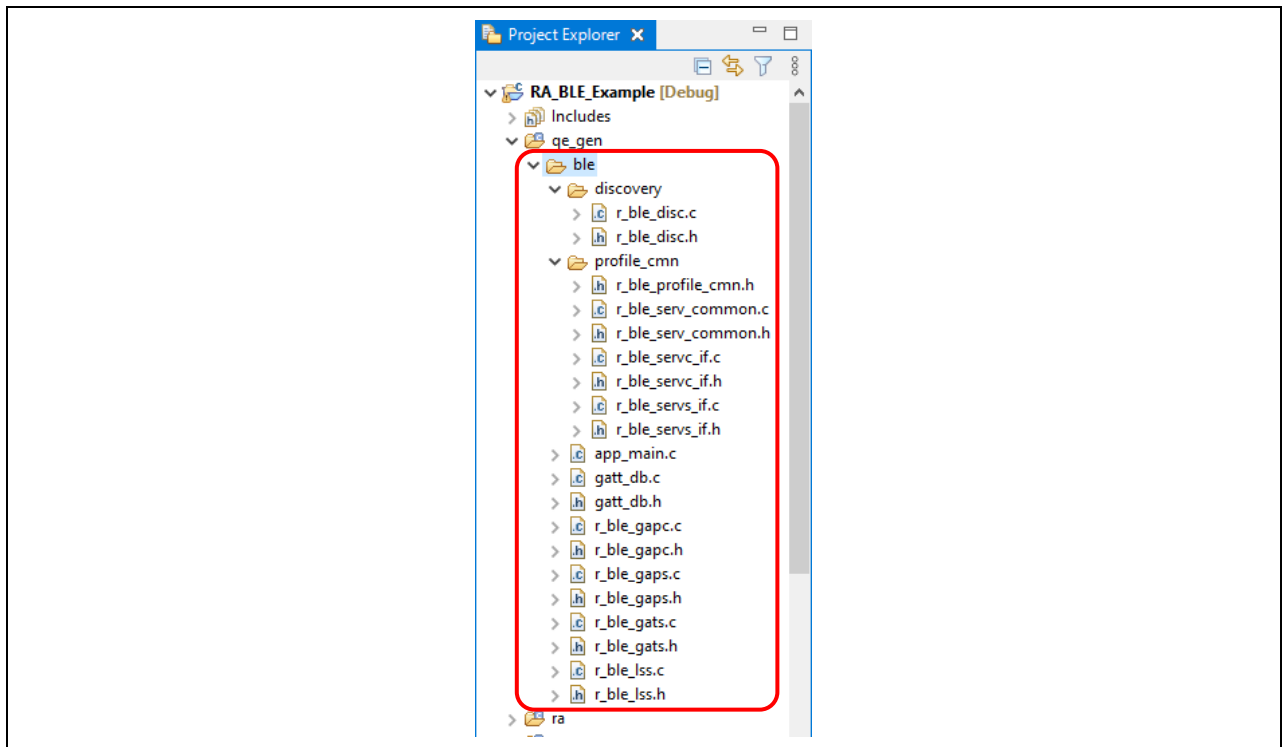 Project Explorer
RA_BLE_Example [Debug]
Includes
qe_gen
ble
discovery
.c r_ble_disc.c
.h r_ble_disc.h
profile_cmn
.h r_ble_profile_cmn.h
.c r_ble_serv_common.c
.h r_ble_serv_common.h
.c r_ble_servc_if.c
.h r_ble_servc_if.h
.c r_ble_servs_if.c
.h r_ble_servs_if.h
.c app_main.c
.c gatt_db.c
.h gatt_db.h
.c r_ble_gapc.c
.h r_ble_gapc.h
.c r_ble_gaps.c
.h r_ble_gaps.h
.c r_ble_gats.c
.h r_ble_gats.h
.c r_ble_lss.c
.h r_ble_lss.h
ra